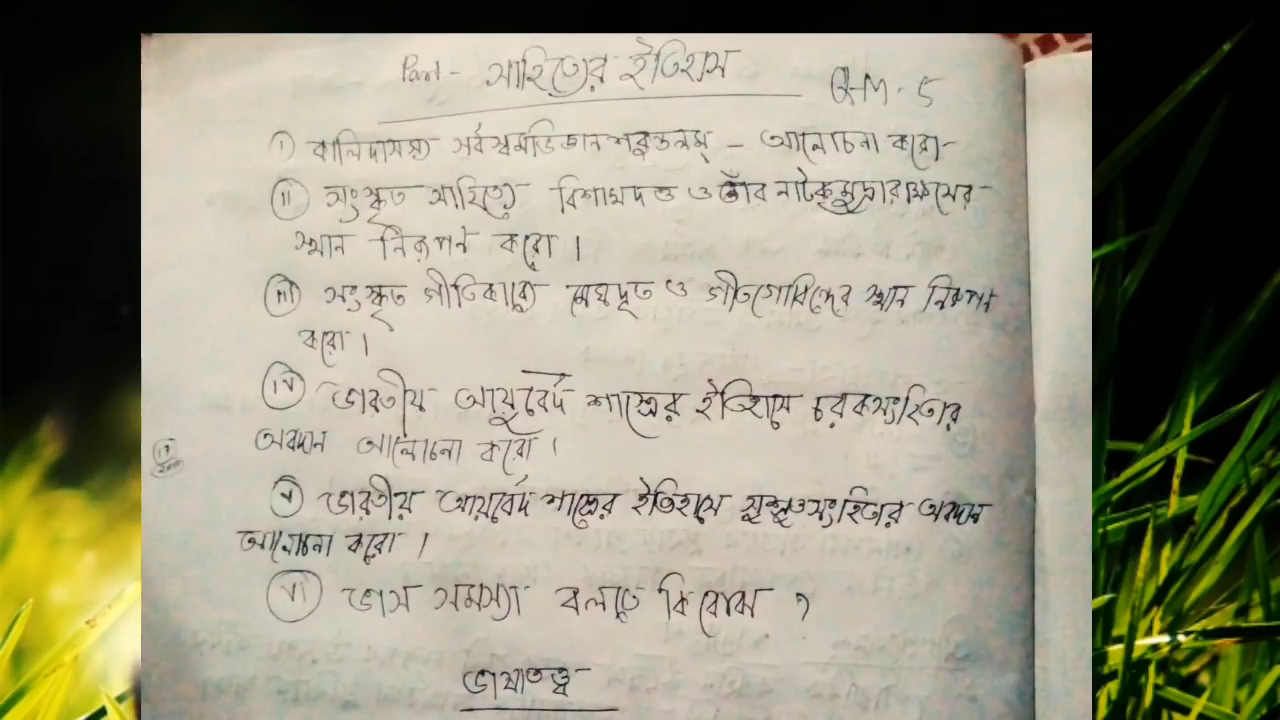 Part - সাহিত্যের ইতিহাস Q-M-5
(i) কালিদাসস্য সর্বস্বমভিজ্ঞানশকুন্তলম্ – আলোচনা করো-
(ii) সংস্কৃত সাহিত্যে বিশাখদত্ত ও তাঁর নাটক মুদ্রারাক্ষসের
স্থান নিরূপণ করো।
(iii) সংস্কৃত গীতিকাব্যে মেঘদূত ও গীতগোবিন্দের স্থান নিরূপণ
করো।
(iv) ভারতীয় আয়ুর্বেদ শাস্ত্রের ইতিহাসে চরকসংহিতার
অবদান আলোচনা করো।
(v) ভারতীয় আয়ুর্বেদ শাস্ত্রের ইতিহাসে সুশ্রুতসংহিতার অবদান
আলোচনা করো।
(vi) ভাস সমস্যা বলতে কি বোঝ ?
ভাষাতত্ত্ব